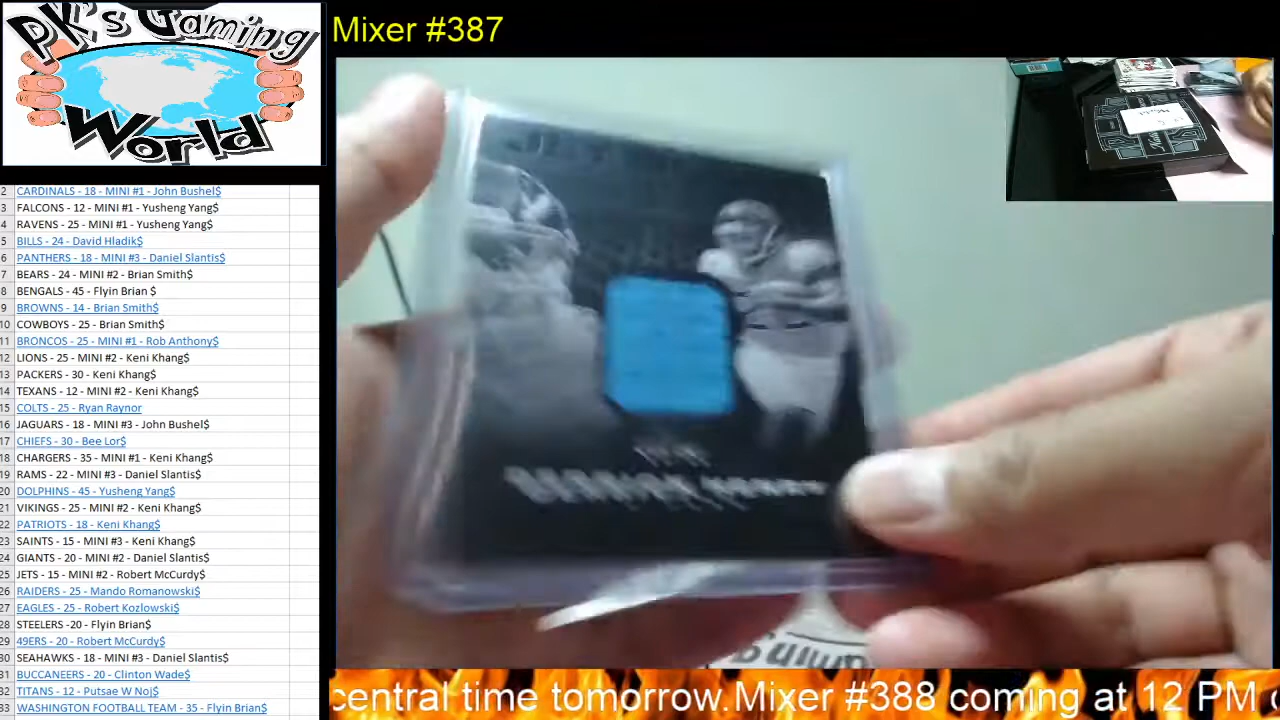 PK's Gaming
World
Mixer #387
2 CARDINALS - 18 - MINI #1 - John Bushel$
3 FALCONS - 12 - MINI #1 - Yusheng Yang$
4 RAVENS - 25 - MINI #1 - Yusheng Yang$
5 BILLS - 24 - David Hladik$
6 PANTHERS - 18 - MINI #3 - Daniel Slantis$
7 BEARS - 24 - MINI #2 - Brian Smith$
8 BENGALS - 45 - Flyin Brian $
9 BROWNS - 14 - Brian Smith$
10 COWBOYS - 25 - Brian Smith$
11 BRONCOS - 25 - MINI #1 - Rob Anthony$
12 LIONS - 25 - MINI #2 - Keni Khang$
13 PACKERS - 30 - Keni Khang$
14 TEXANS - 12 - MINI #2 - Keni Khang$
15 COLTS - 25 - Ryan Raynor
16 JAGUARS - 18 - MINI #3 - John Bushel$
17 CHIEFS - 30 - Bee Lor$
18 CHARGERS - 35 - MINI #1 - Keni Khang$
19 RAMS - 22 - MINI #3 - Daniel Slantis$
20 DOLPHINS - 45 - Yusheng Yang$
21 VIKINGS - 25 - MINI #2 - Keni Khang$
22 PATRIOTS - 18 - Keni Khang$
23 SAINTS - 15 - MINI #3 - Keni Khang$
24 GIANTS - 20 - MINI #2 - Daniel Slantis$
25 JETS - 15 - MINI #2 - Robert McCurdy$
26 RAIDERS - 25 - Mando Romanowski$
27 EAGLES - 25 - Robert Kozlowski$
28 STEELERS -20 - Flyin Brian$
29 49ERS - 20 - Robert McCurdy$
30 SEAHAWKS - 18 - MINI #3 - Daniel Slantis$
31 BUCCANEERS - 20 - Clinton Wade$
32 TITANS - 12 - Putsae W Noj$
33 WASHINGTON FOOTBALL TEAM - 35 - Flyin Brian$
central time tomorrow.Mixer #388 coming at 12 PM